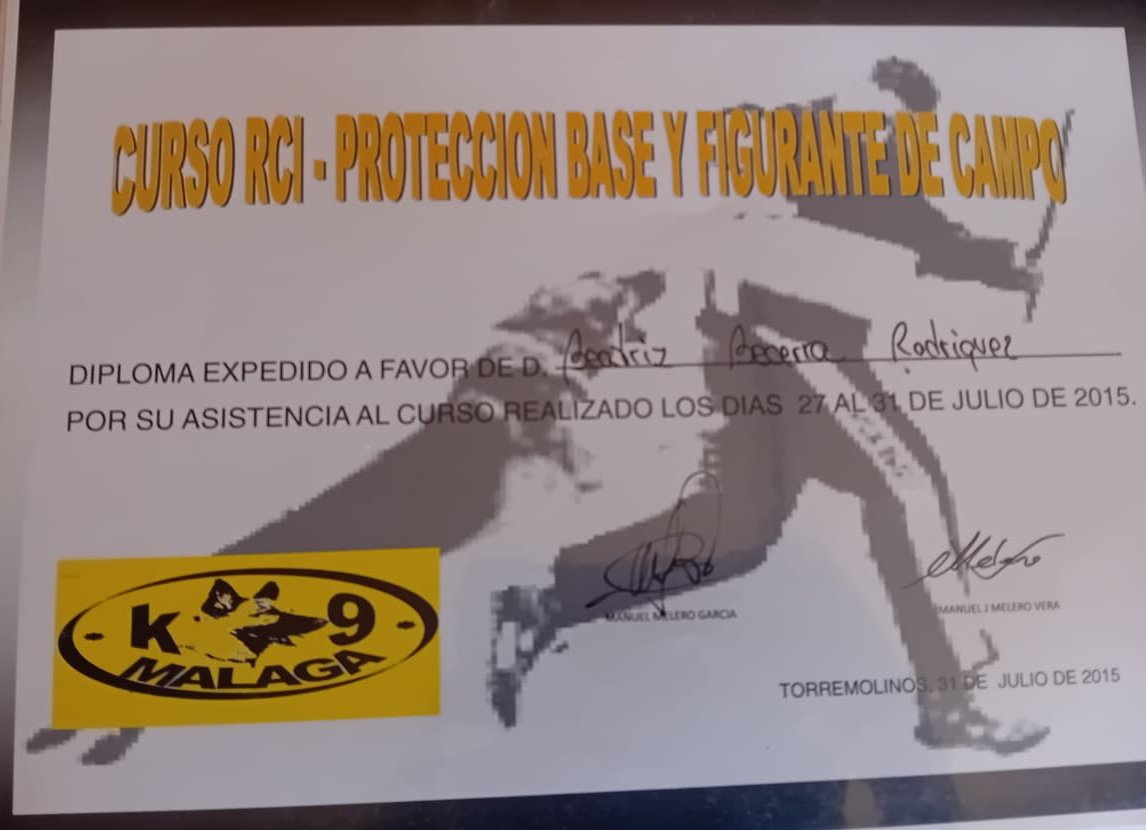 CURSO RCI - PROTECCION BASE Y FIGURANTE DE CAMPO
DIPLOMA EXPEDIDO A FAVOR DE D. Beatriz Becerra Rodriguez
POR SU ASISTENCIA AL CURSO REALIZADO LOS DIAS 27 AL 31 DE JULIO DE 2015.
MANUEL MELERO GARCIA
Melero
MANUEL J MELERO VERA
K 9
MALAGA
TORREMOLINOS, 31 DE JULIO DE 2015